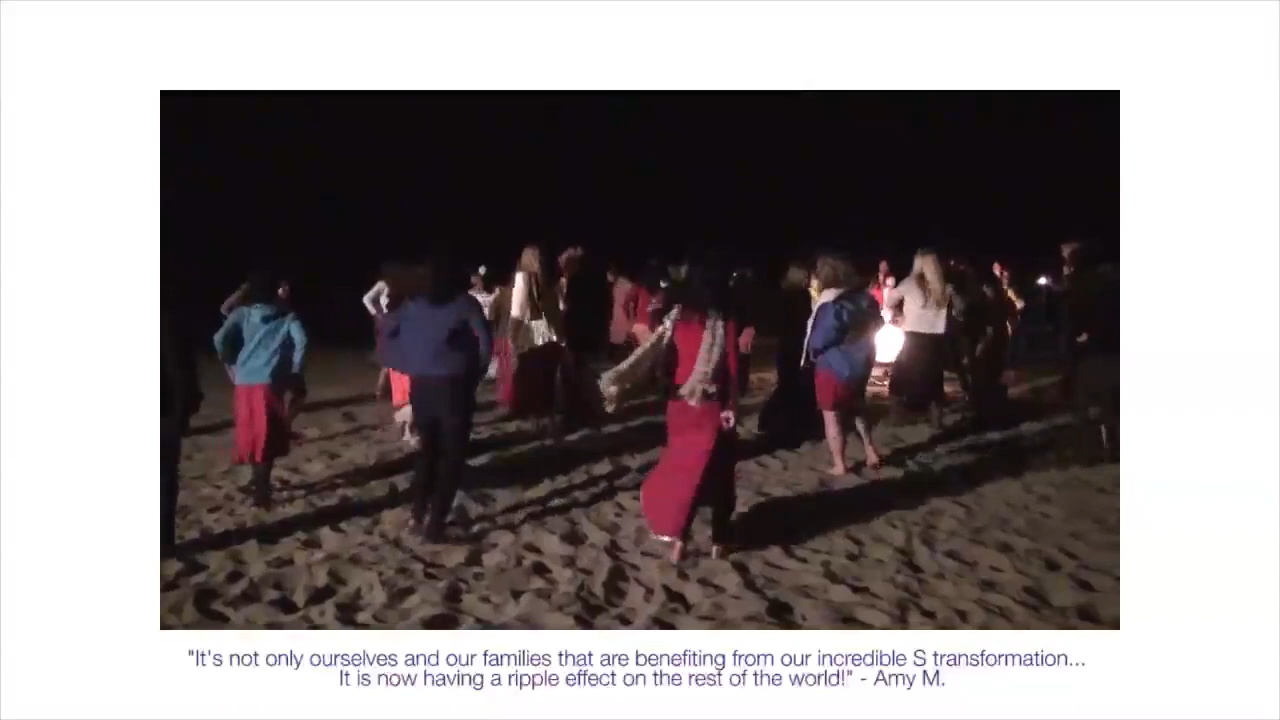 "It's not only ourselves and our families that are benefiting from our incredible S transformation...
It is now having a ripple effect on the rest of the world!" - Amy M.